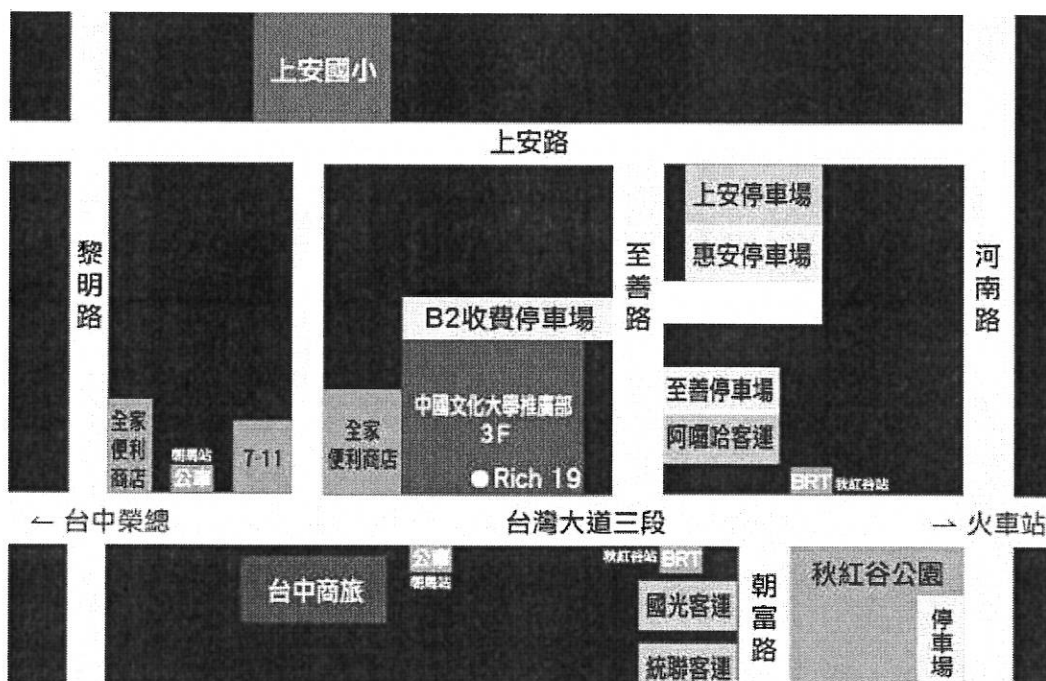 上安國小
上安路
上安停車場
惠安停車場
黎明路
至善路
河南路
B2收費停車場
至善停車場
阿囉哈客運
中國文化大學推廣部
3F
Rich 19
全家
便利
商店
朝馬站
公車
7-11
全家
便利商店
BRT 秋紅谷站
← 台中榮總
台灣大道三段
→ 火車站
台中商旅
公車
朝馬站
秋紅谷站 BRT
國光客運
統聯客運
朝富路
秋紅谷公園
停車場